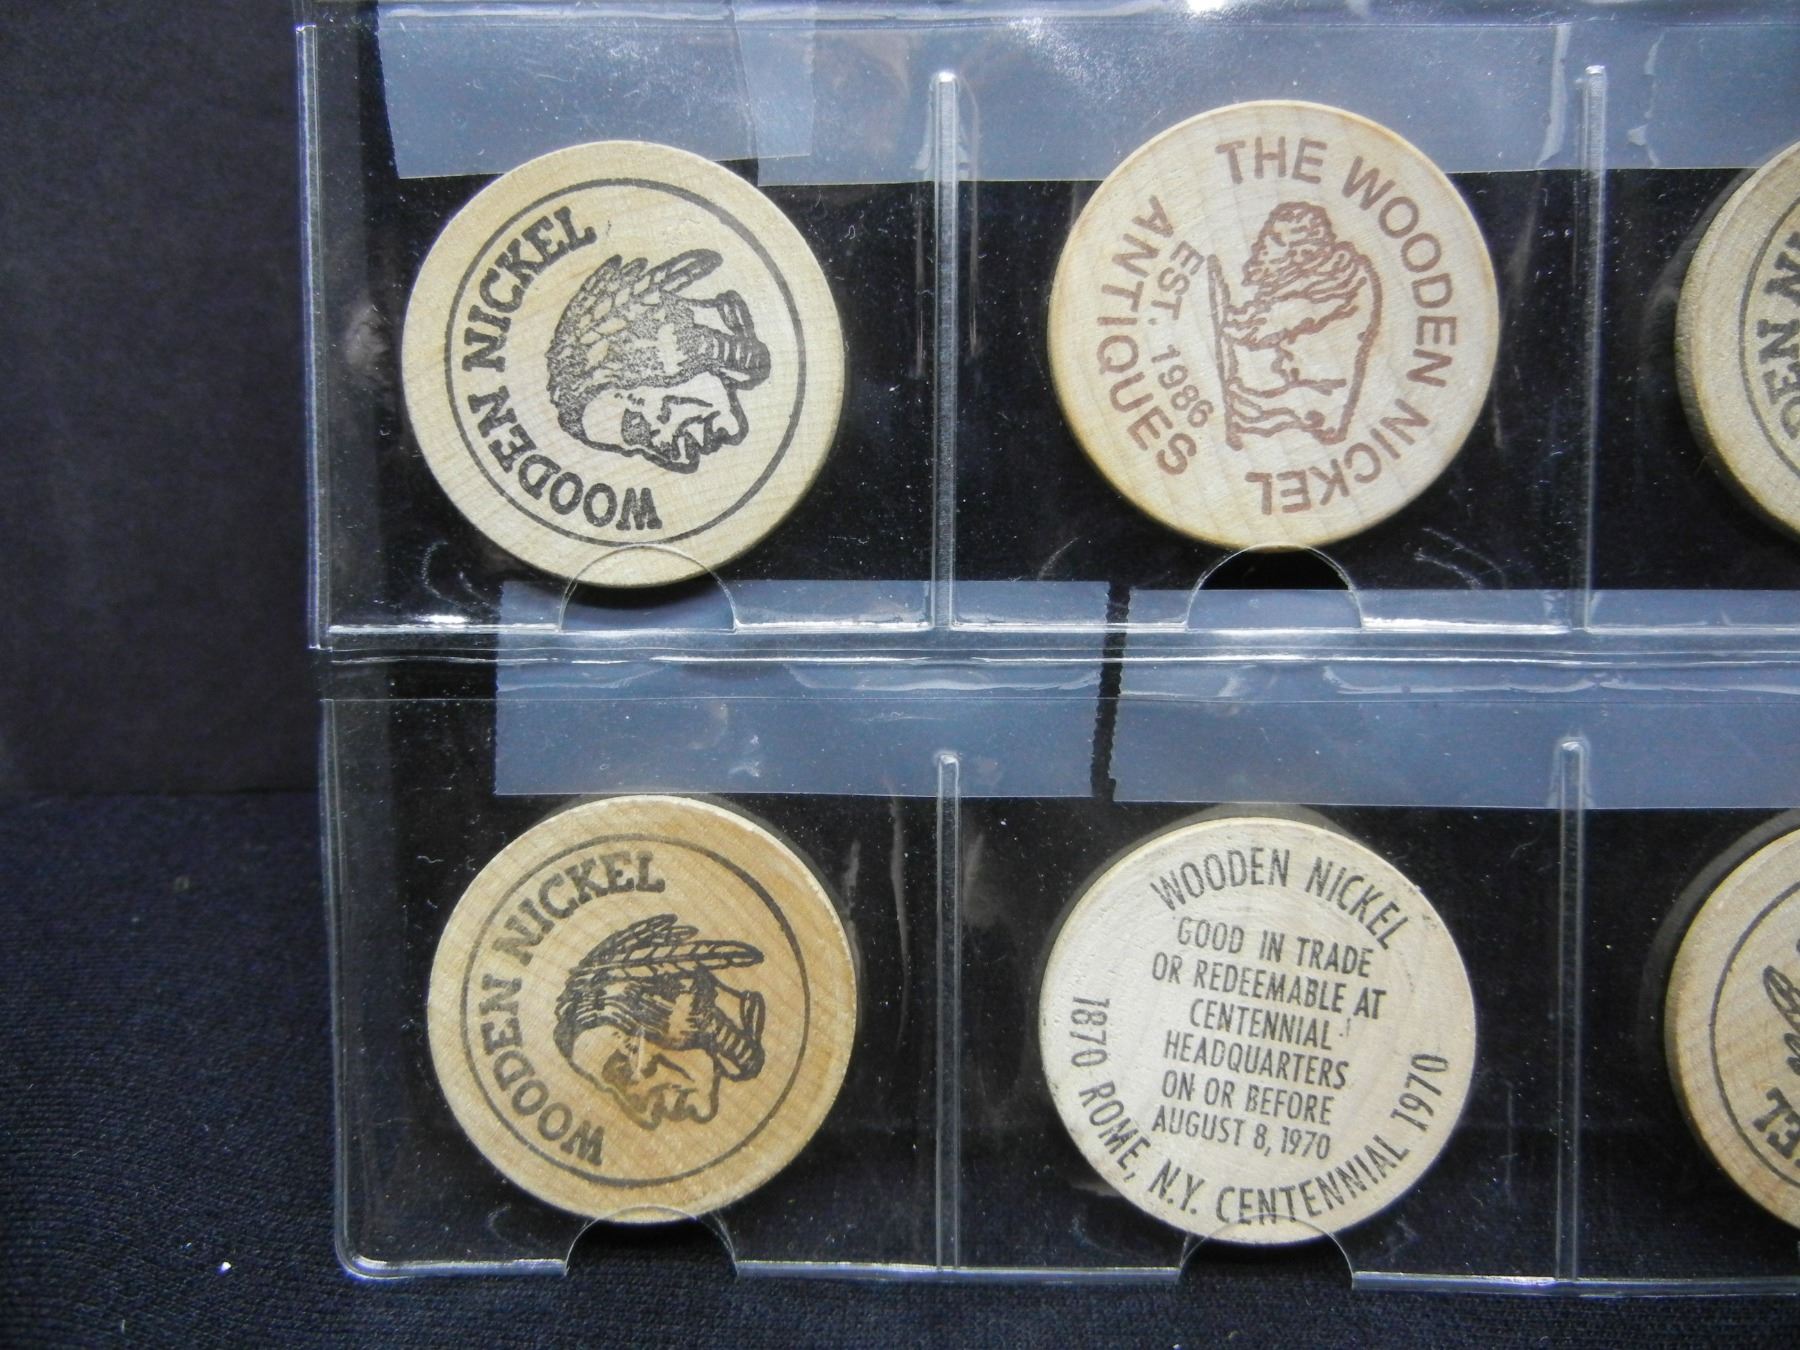 WOODEN NICKEL
THE WOODEN NICKEL
ANTIQUES
EST. 1986
DEN
WOODEN NICKEL
WOODEN NICKEL
GOOD IN TRADE
OR REDEEMABLE AT
CENTENNIAL
HEADQUARTERS
ON OR BEFORE
AUGUST 8, 1970
1870 ROME, N.Y. CENTENNIAL 1970